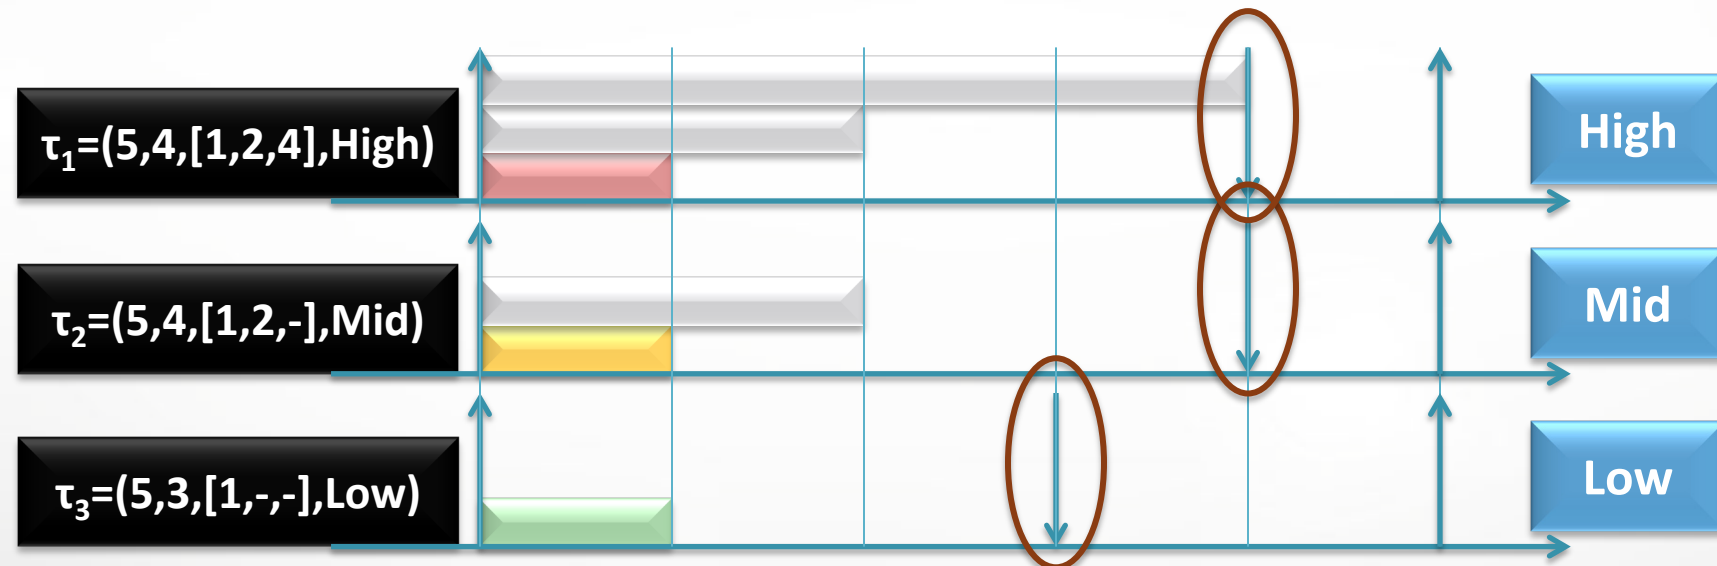 τ₁=(5,4,[1,2,4],High)
High
τ₂=(5,4,[1,2,-],Mid)
Mid
τ₃=(5,3,[1,-,-],Low)
Low